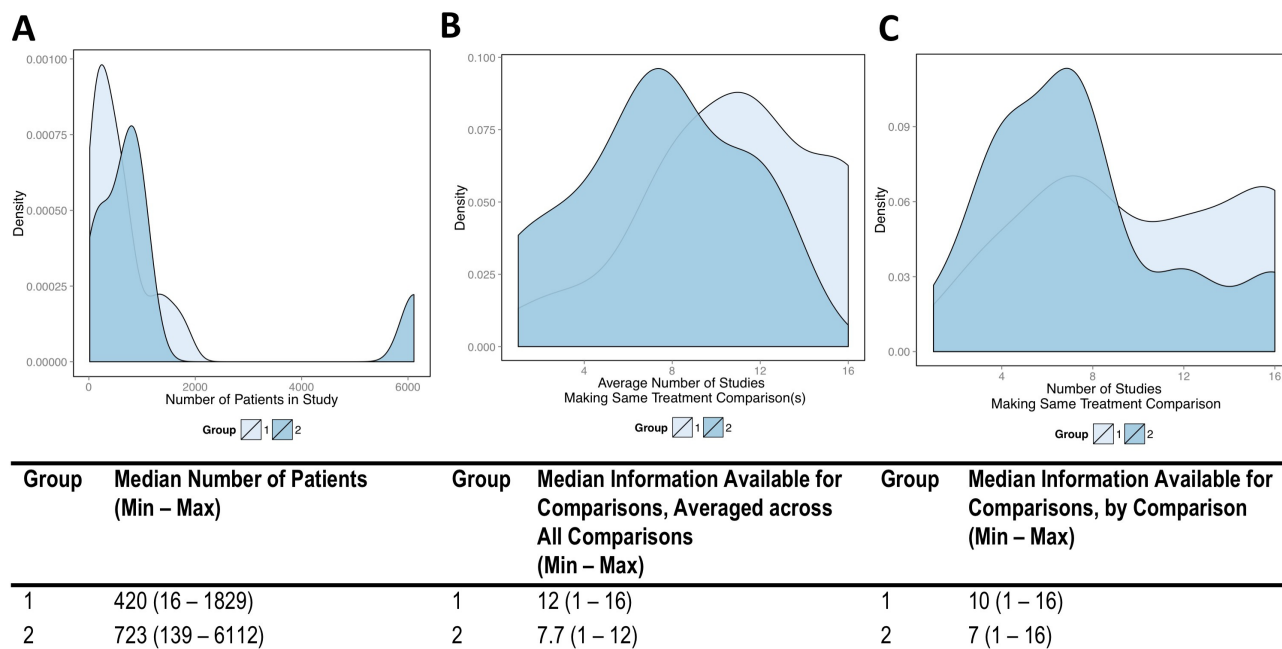 A
B
C
0.00100
0.00075
0.00050
0.00025
0.00000
Density
0
2000
4000
6000
Number of Patients in Study
Group 1 2
0.100
0.075
0.050
0.025
0.000
Density
4
8
12
16
Average Number of Studies
Making Same Treatment Comparison(s)
Group 1 2
0.09
0.06
0.03
0.00
Density
4
8
12
16
Number of Studies
Making Same Treatment Comparison
Group 1 2
Group Median Number of Patients Group Median Information Available for Group Median Information Available for
(Min – Max) Comparisons, Averaged across Comparisons, by Comparison
All Comparisons (Min – Max)
(Min – Max)
1 420 (16 – 1829) 1 12 (1 – 16) 1 10 (1 – 16)
2 723 (139 – 6112) 2 7.7 (1 – 12) 2 7 (1 – 16)